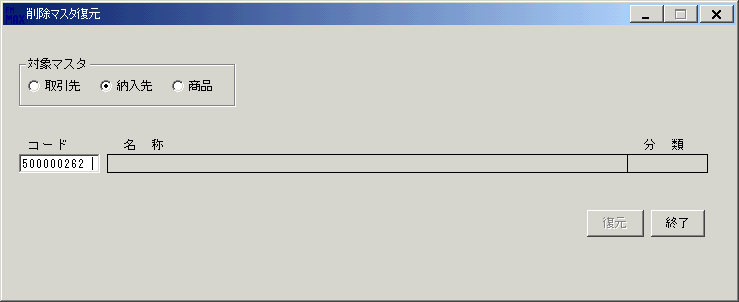 削除マスタ復元
対象マスタ
取引先 納入先 商品
コード 名 称 分 類
500000262
復元 終了